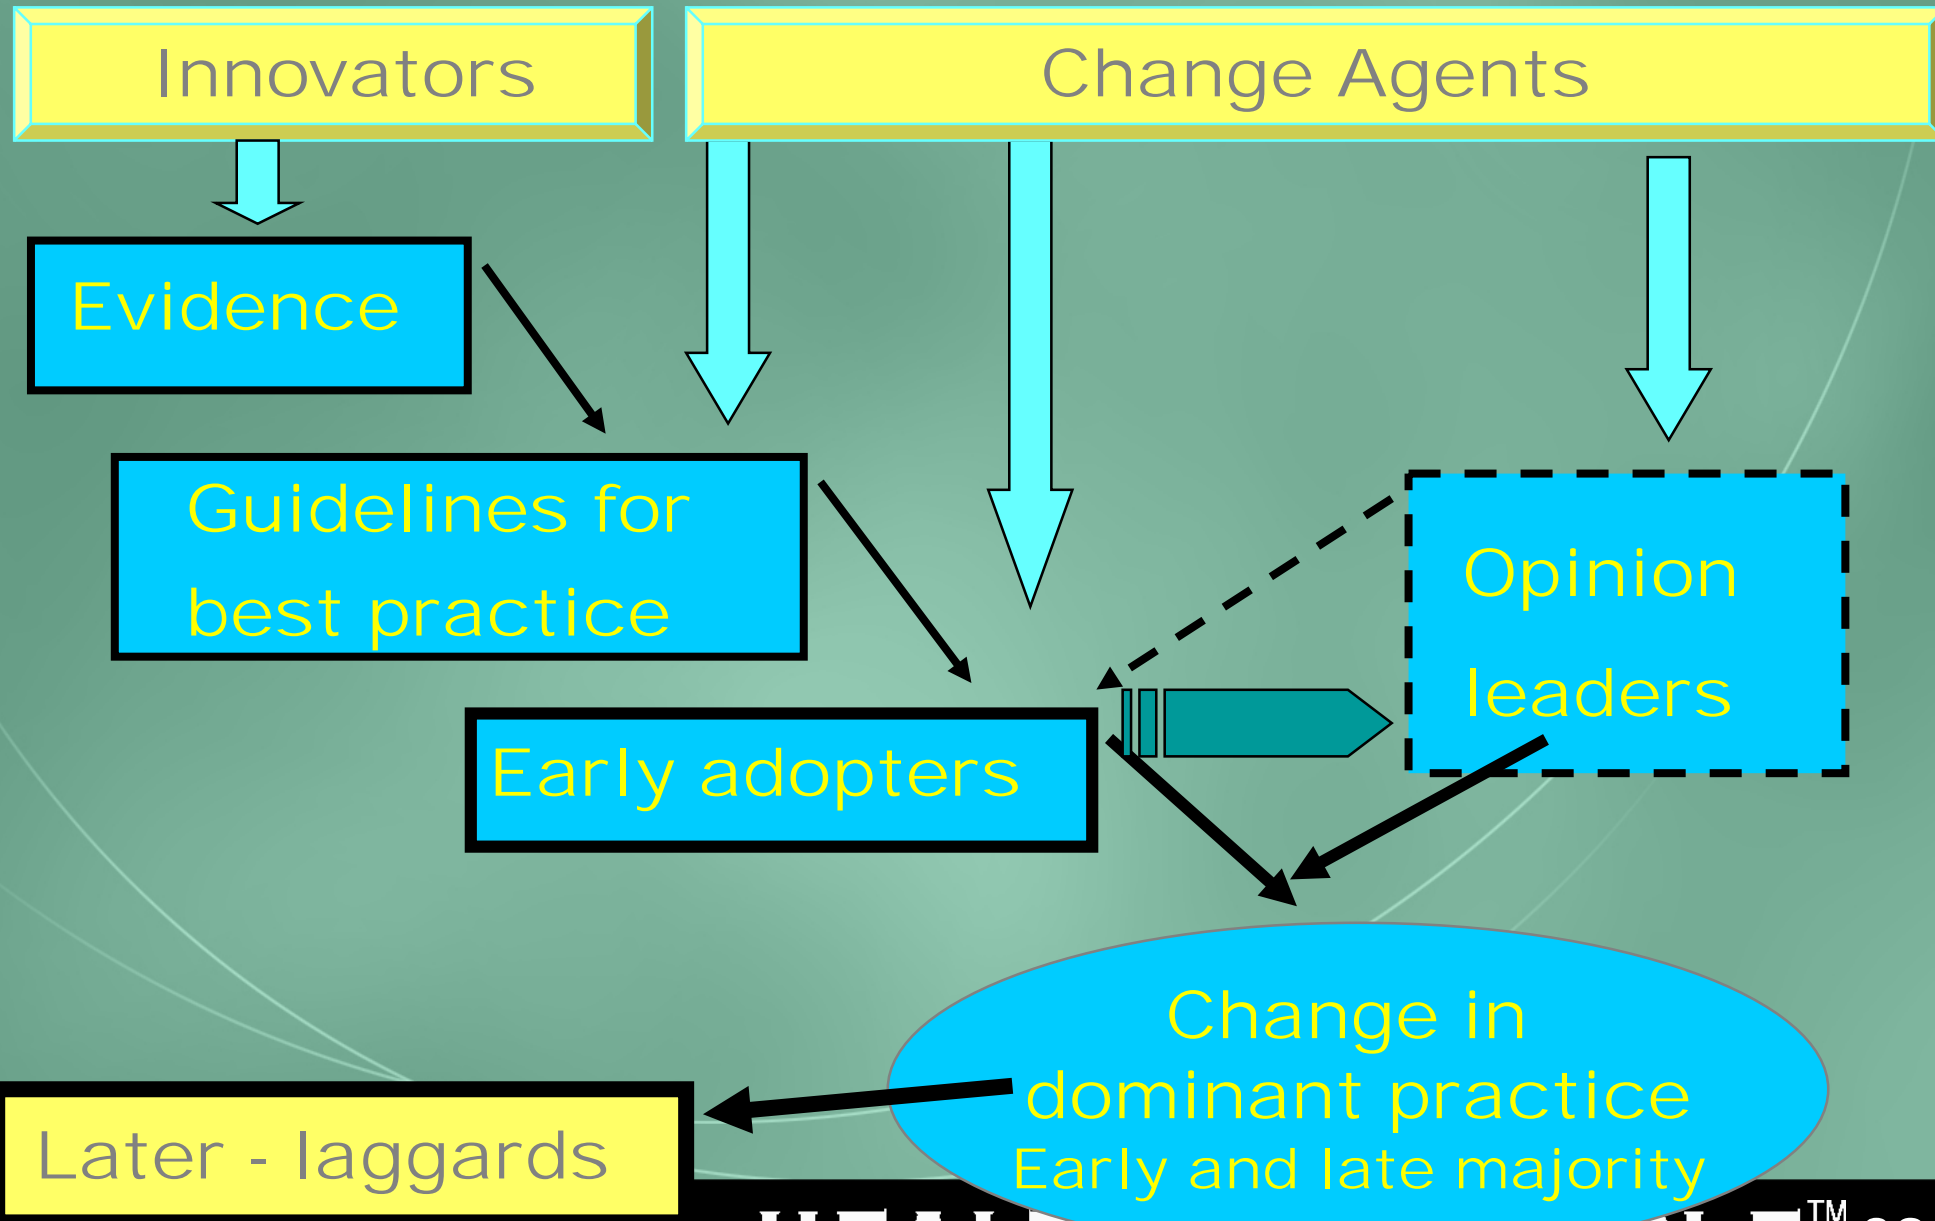 Innovators
Change Agents
Evidence
Guidelines for
best practice
Opinion
leaders
Early adopters
Change in
dominant practice
Early and late majority
Later - laggards
TM